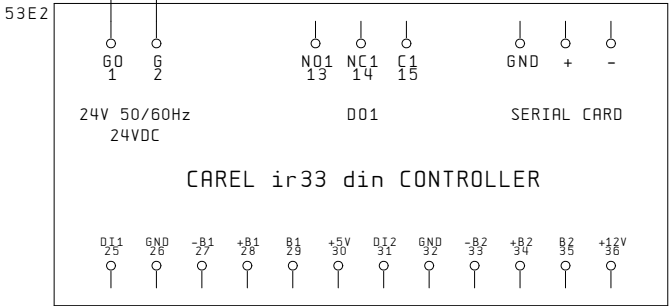 53E2
GO G NO1 NC1 C1 GND + -
1 2 13 14 15
24V 50/60Hz DO1 SERIAL CARD
24VDC
CAREL ir33 din CONTROLLER
DI1 GND -B1 +B1 B1 +5V DI2 GND -B2 +B2 B2 +12V
25 26 27 28 29 30 31 32 33 34 35 36